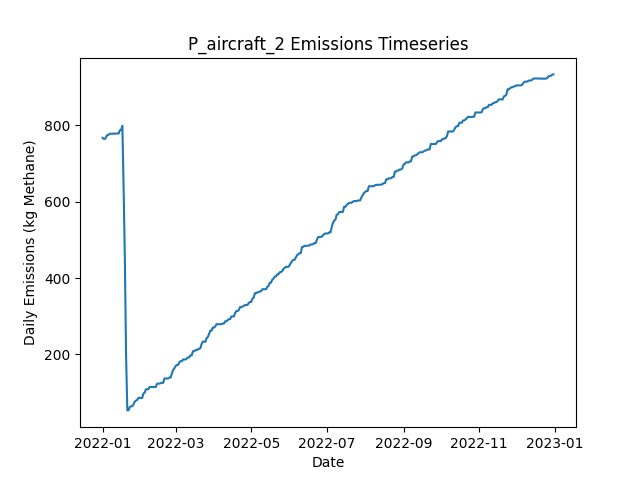 P_aircraft_2 Emissions Timeseries
Daily Emissions (kg Methane)
800
600
400
200
2022-01 2022-03 2022-05 2022-07 2022-09 2022-11 2023-01
Date